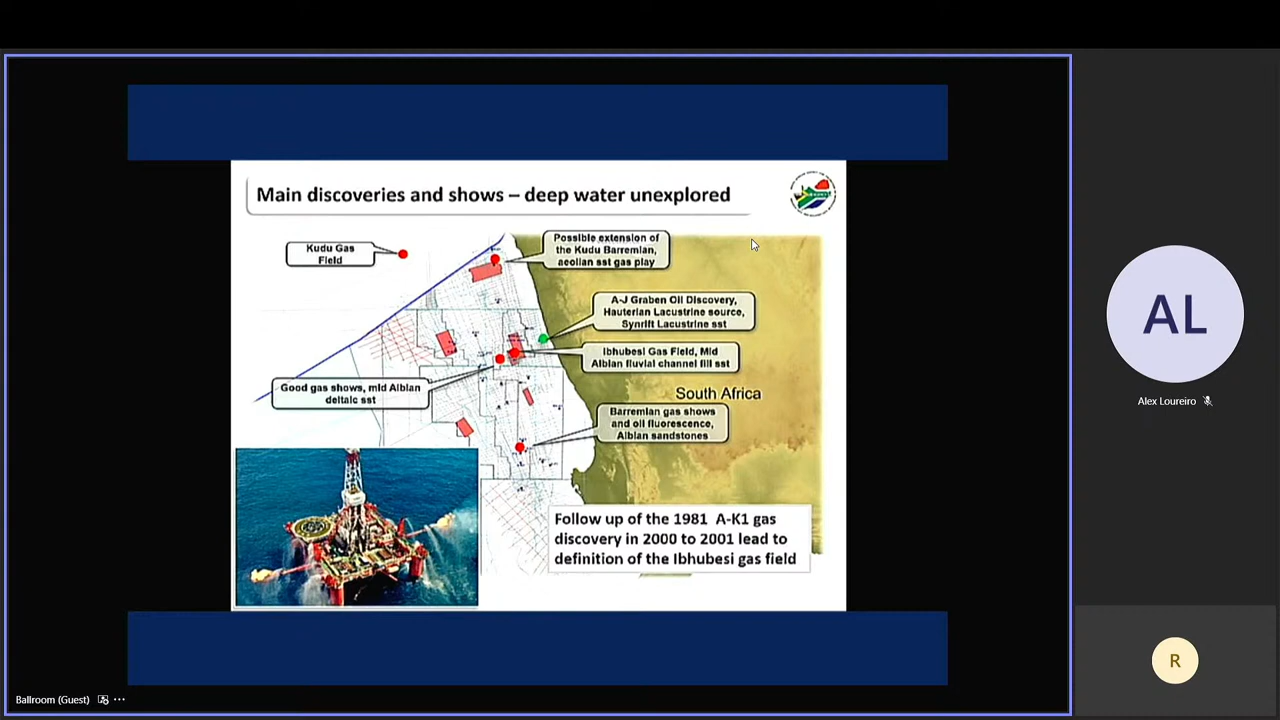 Main discoveries and shows – deep water unexplored
Kudu Gas
Field
Possible extension of
the Kudu Barremian,
aeolian sst gas play
A-J Graben Oil Discovery,
Hauterian Lacustrine source,
Synrift Lacustrine sst
Ibhubesi Gas Field, Mid
Albian fluvial channel fill sst
Good gas shows, mid Albian
deltaic sst
South Africa
Barremian gas shows
and oil fluorescence,
Albian sandstones
Follow up of the 1981 A-K1 gas
discovery in 2000 to 2001 lead to
definition of the Ibhubesi gas field
AL
Alex Loureiro
R
Ballroom (Guest)